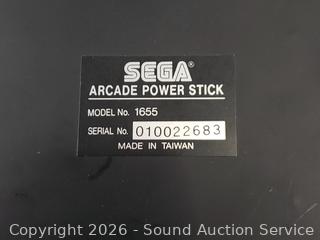 SEGA®
ARCADE POWER STICK
MODEL No. 1655
SERIAL No. 010022683
MADE IN TAIWAN
Copyright 2026 - Sound Auction Service